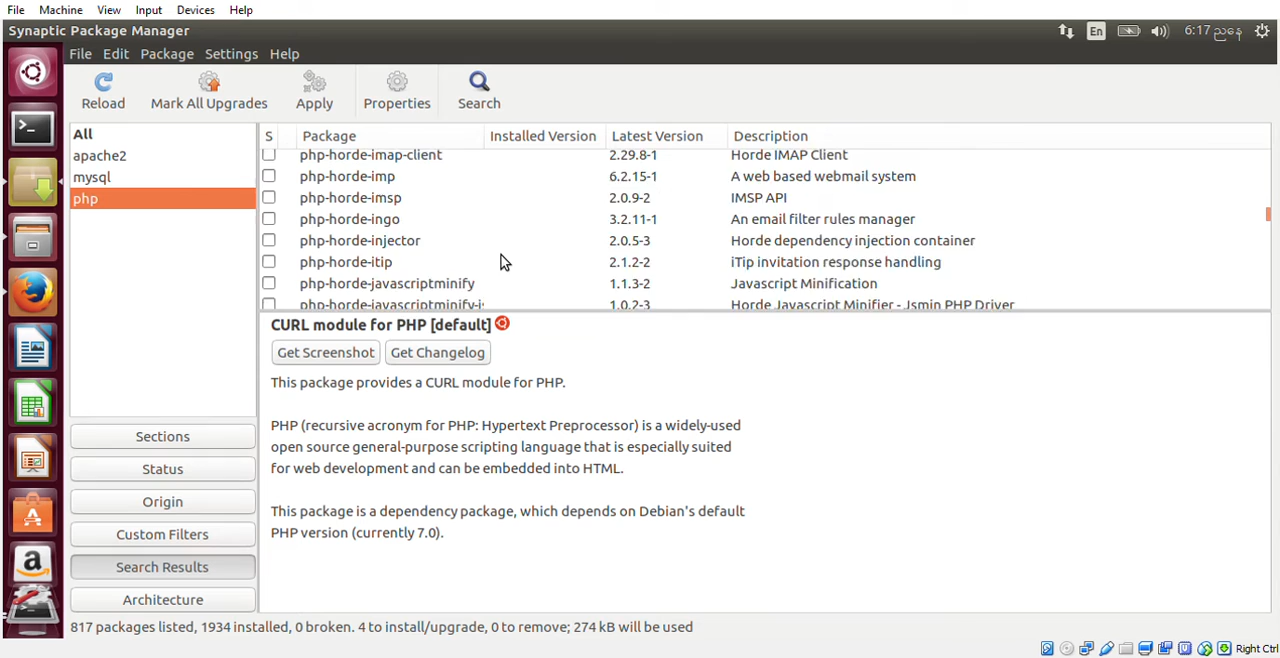 File Machine View Input Devices Help
Synaptic Package Manager En 6:17 ညနေ
File Edit Package Settings Help
Reload Mark All Upgrades Apply Properties Search
All
apache2
mysql
php
S Package Installed Version Latest Version Description
php-horde-imap-client 2.29.8-1 Horde IMAP Client
php-horde-imp 6.2.15-1 A web based webmail system
php-horde-imsp 2.0.9-2 IMSP API
php-horde-ingo 3.2.11-1 An email filter rules manager
php-horde-injector 2.0.5-3 Horde dependency injection container
php-horde-itip 2.1.2-2 iTip invitation response handling
php-horde-javascriptminify 1.1.3-2 Javascript Minification
php-horde-javascriptminify-j 1.0.2-3 Horde Javascript Minifier - Jsmin PHP Driver
CURL module for PHP [default]
Get Screenshot Get Changelog
This package provides a CURL module for PHP.
PHP (recursive acronym for PHP: Hypertext Preprocessor) is a widely-used
open source general-purpose scripting language that is especially suited
for web development and can be embedded into HTML.
This package is a dependency package, which depends on Debian's default
PHP version (currently 7.0).
Sections
Status
Origin
Custom Filters
Search Results
Architecture
817 packages listed, 1934 installed, 0 broken. 4 to install/upgrade, 0 to remove; 274 kB will be used
Right Ctrl